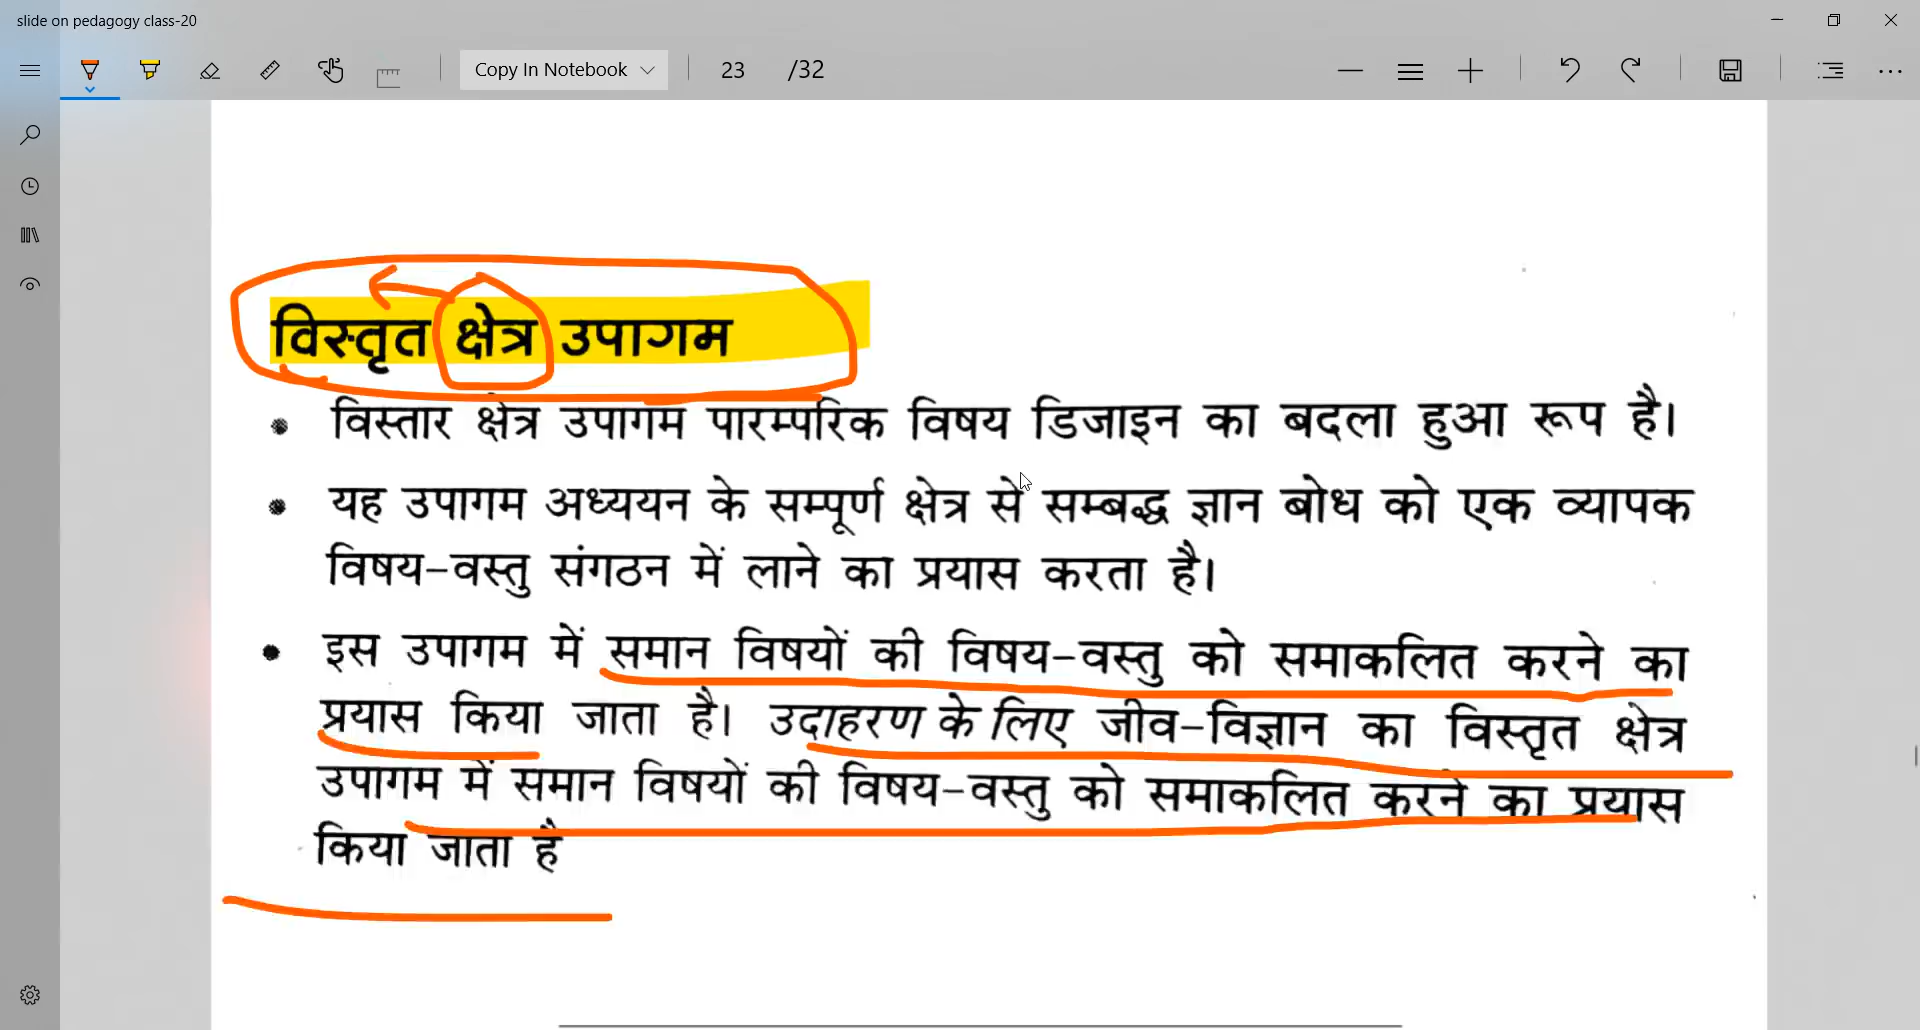 slide on pedagogy class-20
Copy In Notebook
23 /32
विस्तृत क्षेत्र उपागम
विस्तार क्षेत्र उपागम पारम्परिक विषय डिजाइन का बदला हुआ रूप है।
यह उपागम अध्ययन के सम्पूर्ण क्षेत्र से सम्बद्ध ज्ञान बोध को एक व्यापक
विषय-वस्तु संगठन में लाने का प्रयास करता है।
इस उपागम में समान विषयों की विषय-वस्तु को समाकलित करने का
प्रयास किया जाता है। उदाहरण के लिए जीव-विज्ञान का विस्तृत क्षेत्र
उपागम में समान विषयों की विषय-वस्तु को समाकलित करने का प्रयास
किया जाता है